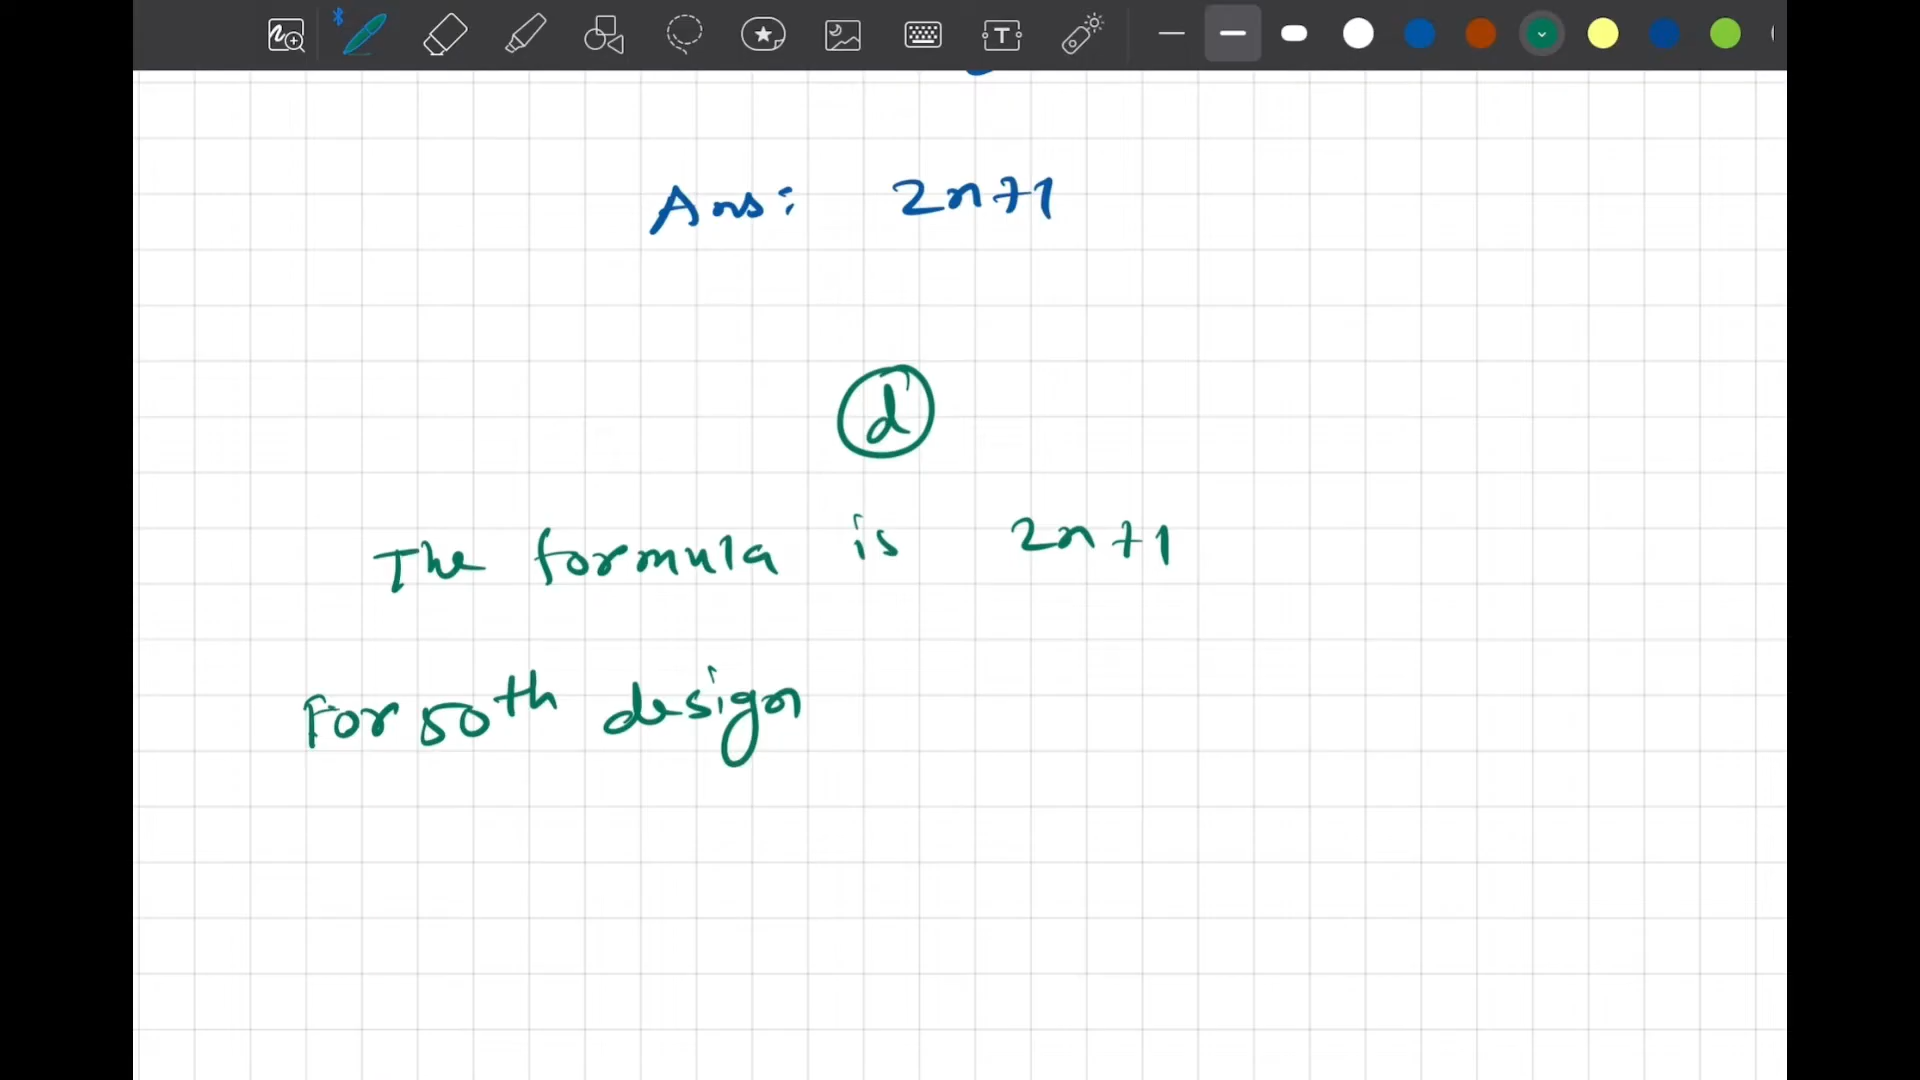 Ans: 2n+1
d
The formula is 2n+1
For 50th design